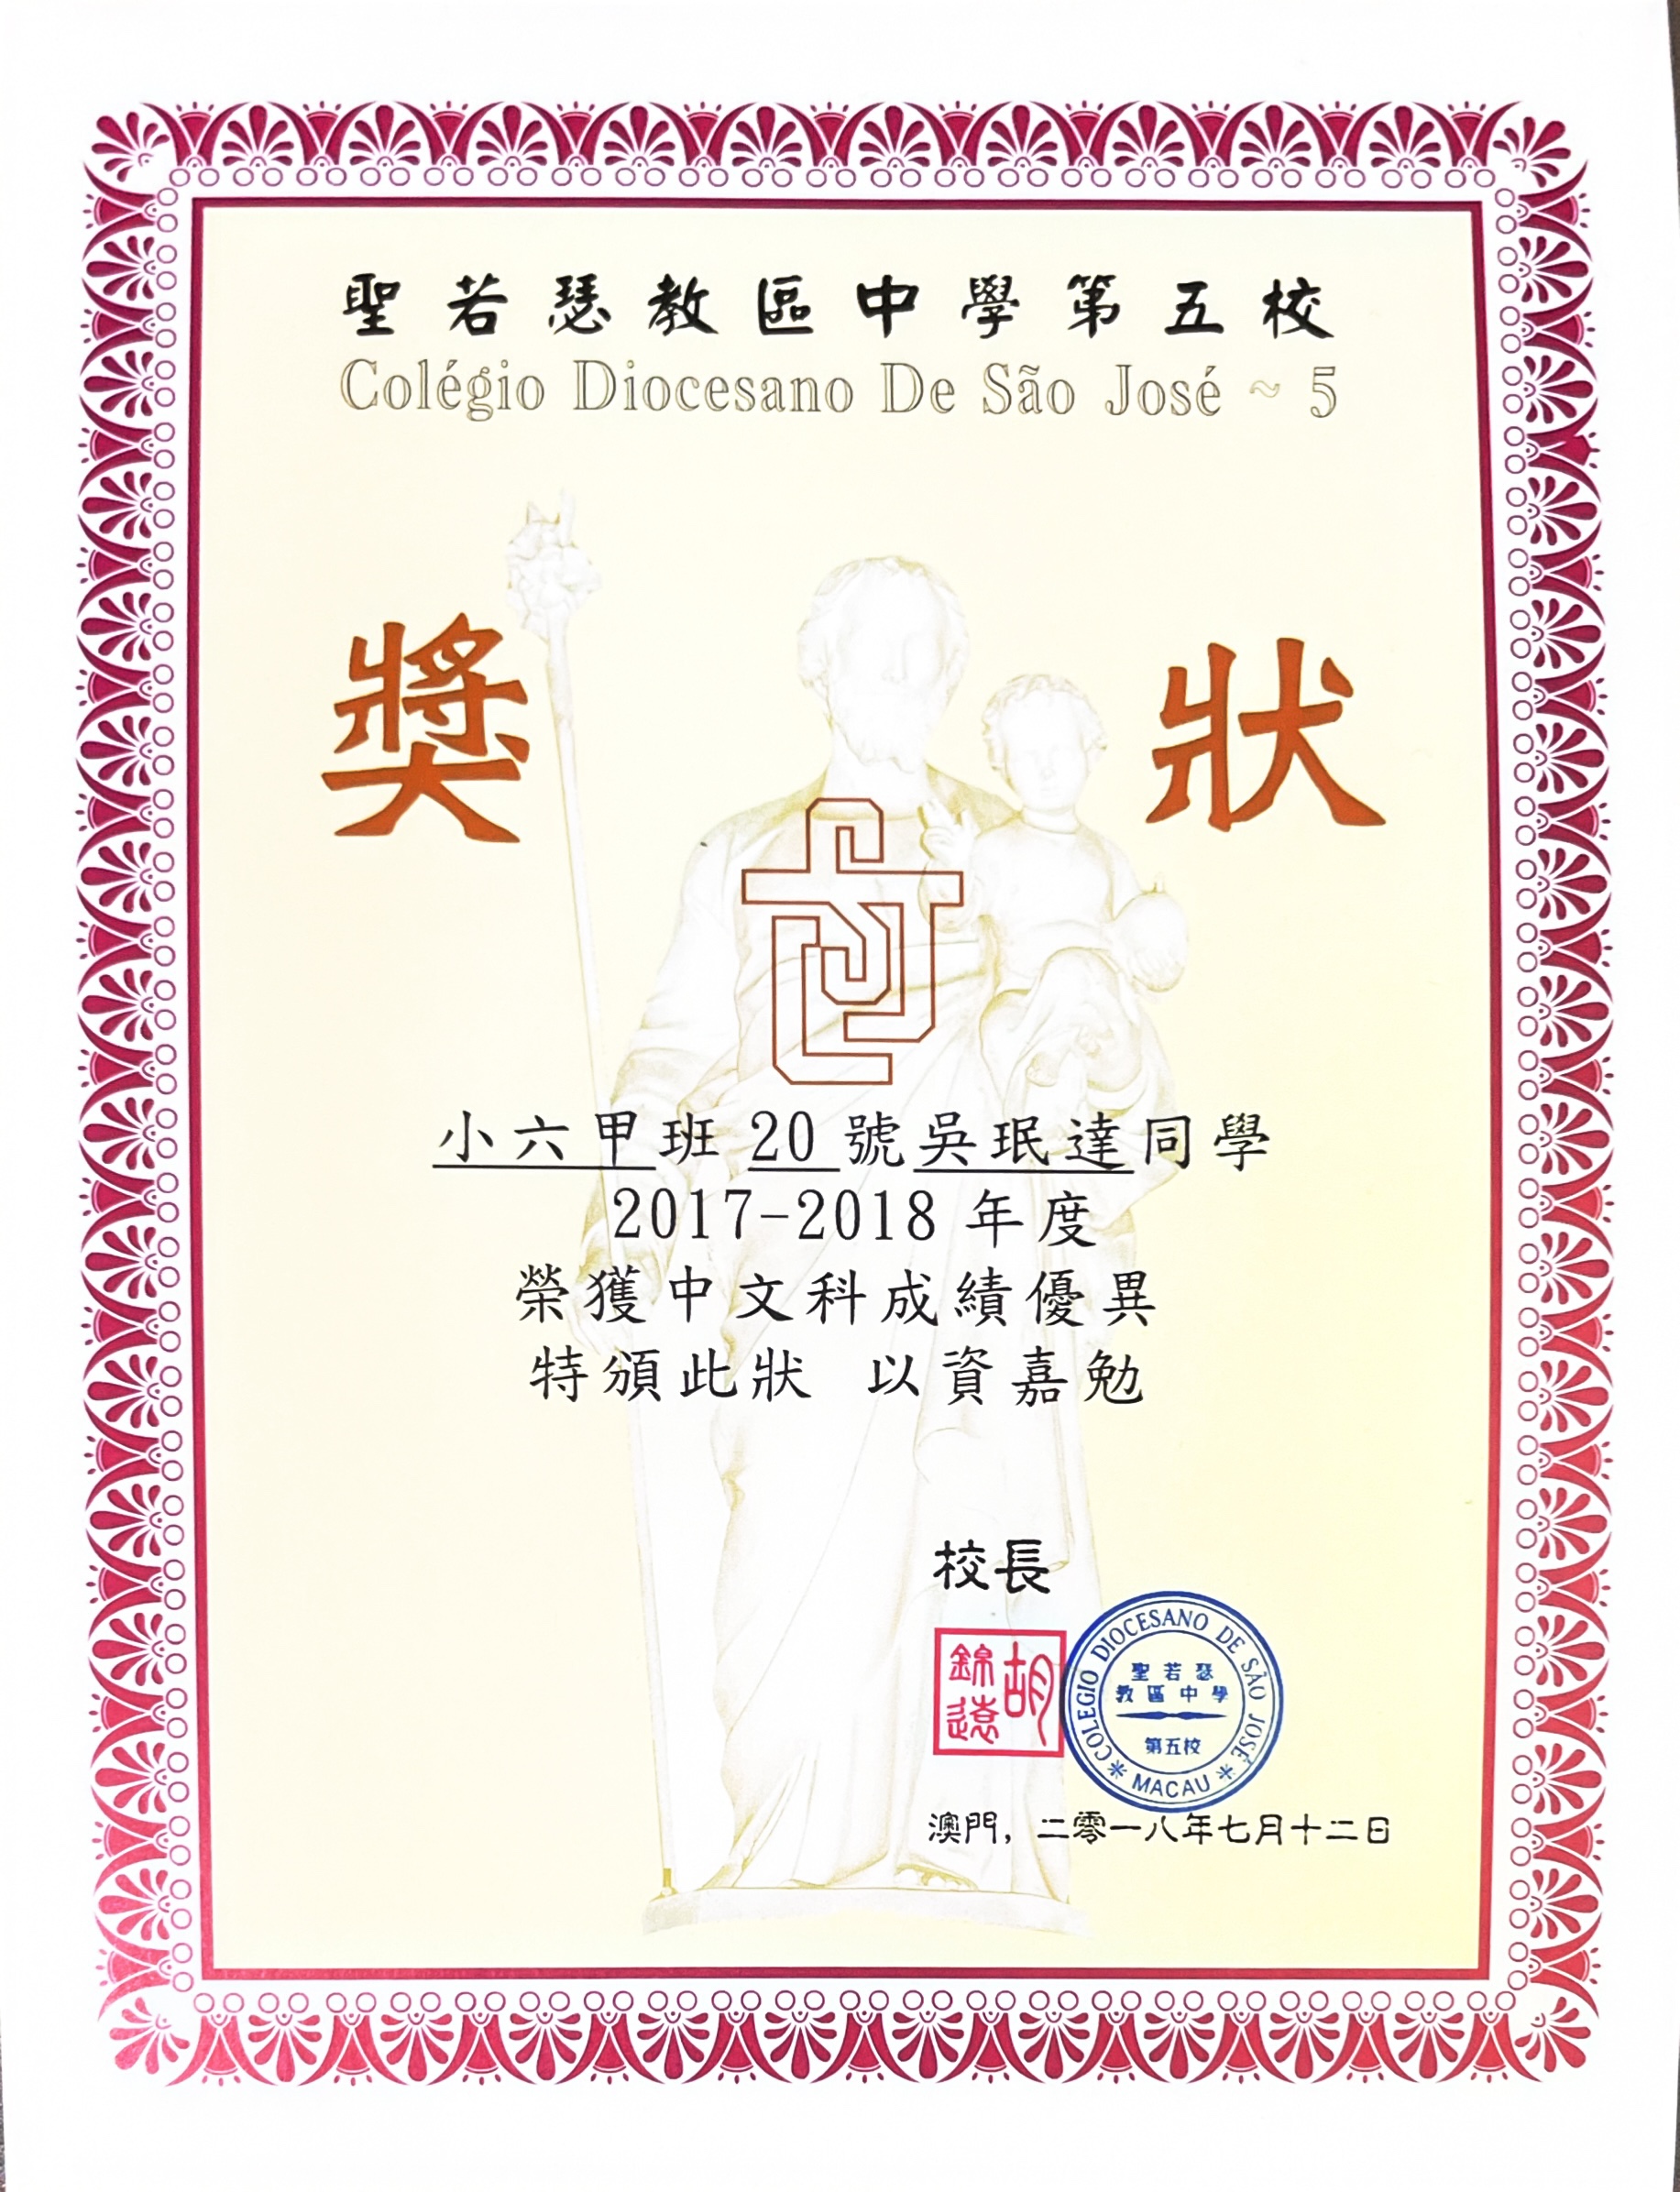 聖若瑟教區中學第五校
Colégio Diocesano De São José ~ 5
獎狀
小六甲班 20 號吳珉達同學
2017-2018 年度
榮獲中文科成績優異
特頒此狀 以資嘉勉
校長
胡錦遠
COLEGIO DIOCESANO DE SÃO JOSÉ
聖若瑟
教區中學
第五校
* MACAU *
澳門，二零一八年七月十二日